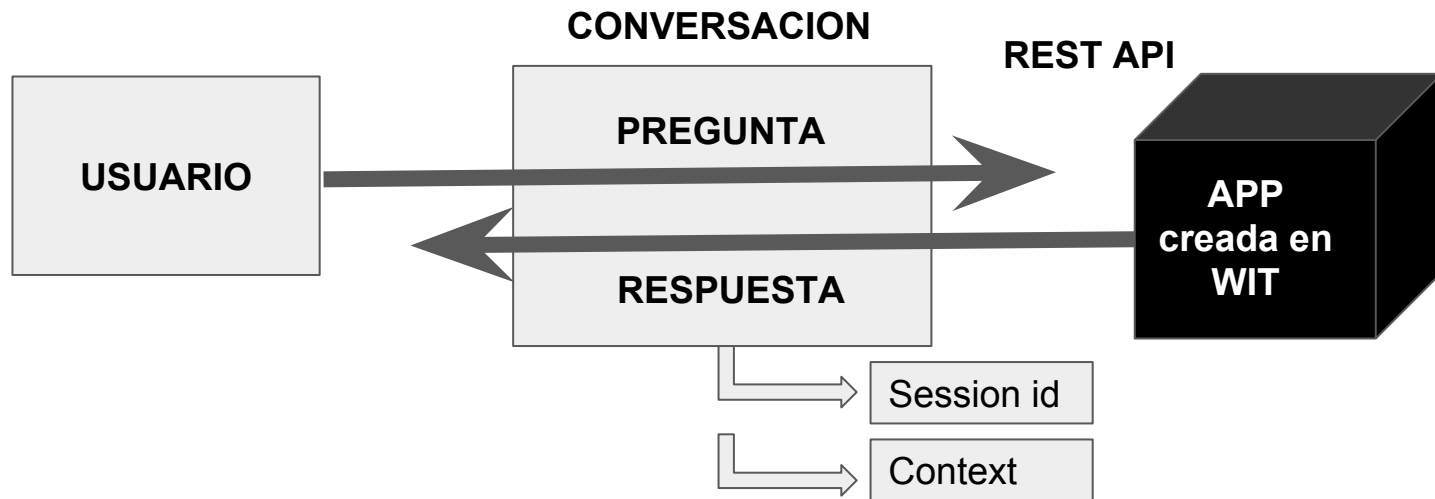 CONVERSACION
REST API
USUARIO
PREGUNTA
RESPUESTA
APP
creada en
WIT
Session id
Context